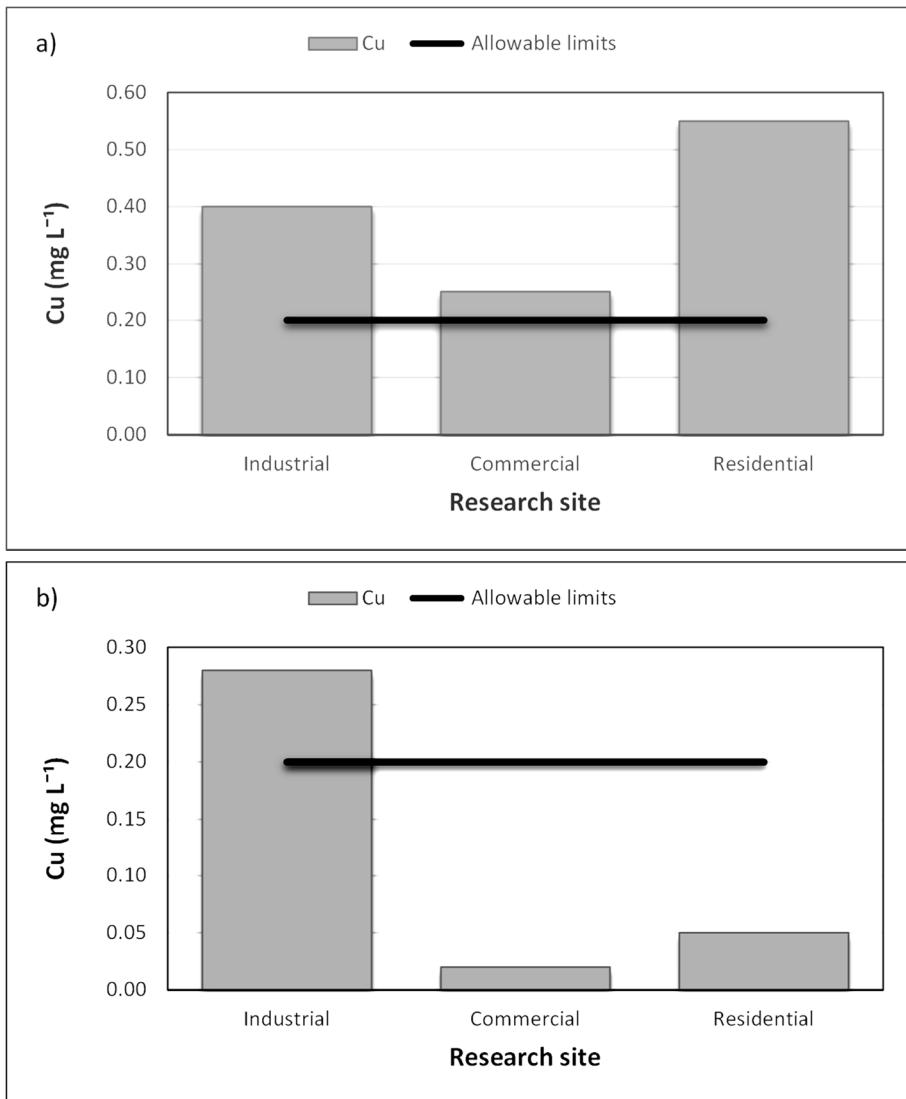 a)
Cu Allowable limits
0.60
0.50
0.40
0.30
0.20
0.10
0.00
Cu (mg L⁻¹)
Industrial Commercial Residential
Research site
b)
Cu Allowable limits
0.30
0.25
0.20
0.15
0.10
0.05
0.00
Cu (mg L⁻¹)
Industrial Commercial Residential
Research site